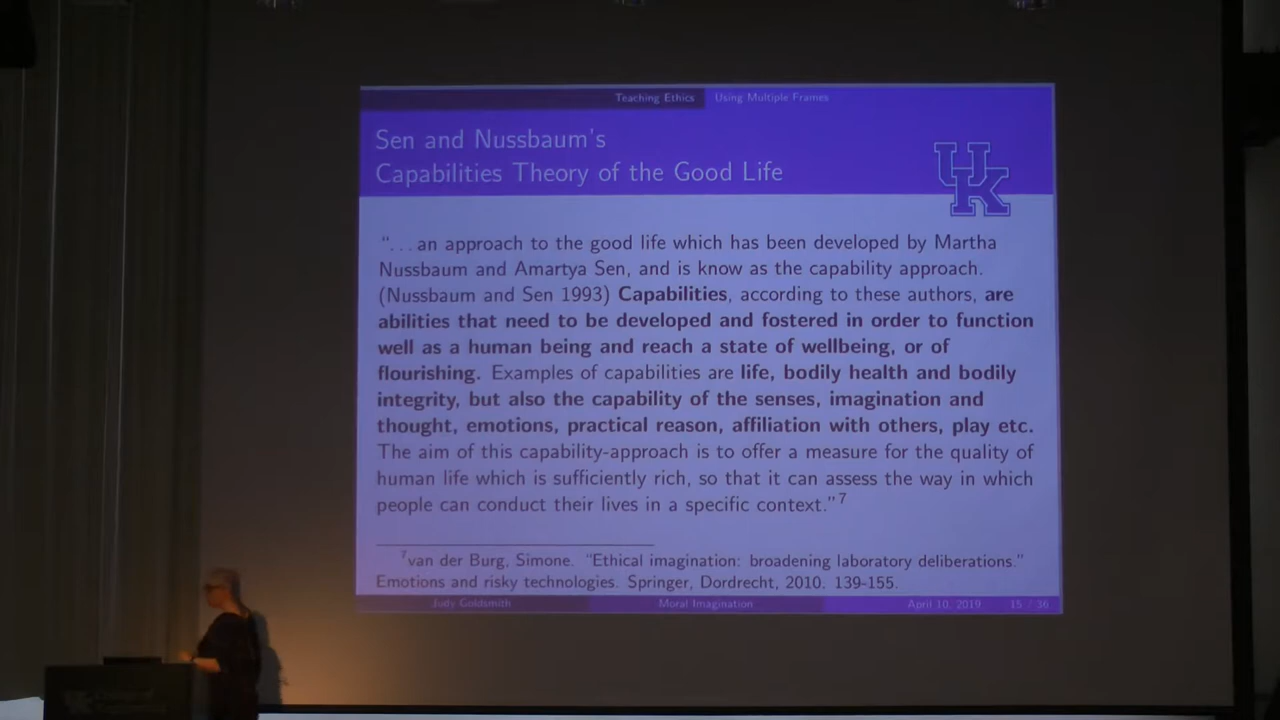 Teaching Ethics Using Multiple Frames
Sen and Nussbaum's
Capabilities Theory of the Good Life
UK
“...an approach to the good life which has been developed by Martha
Nussbaum and Amartya Sen, and is know as the capability approach.
(Nussbaum and Sen 1993) Capabilities, according to these authors, are
abilities that need to be developed and fostered in order to function
well as a human being and reach a state of wellbeing, or of
flourishing. Examples of capabilities are life, bodily health and bodily
integrity, but also the capability of the senses, imagination and
thought, emotions, practical reason, affiliation with others, play etc.
The aim of this capability-approach is to offer a measure for the quality of
human life which is sufficiently rich, so that it can assess the way in which
people can conduct their lives in a specific context.”7
7van der Burg, Simone. “Ethical imagination: broadening laboratory deliberations.”
Emotions and risky technologies. Springer, Dordrecht, 2010. 139-155.
Judy Goldsmith Moral Imagination April 10, 2019 15 / 36